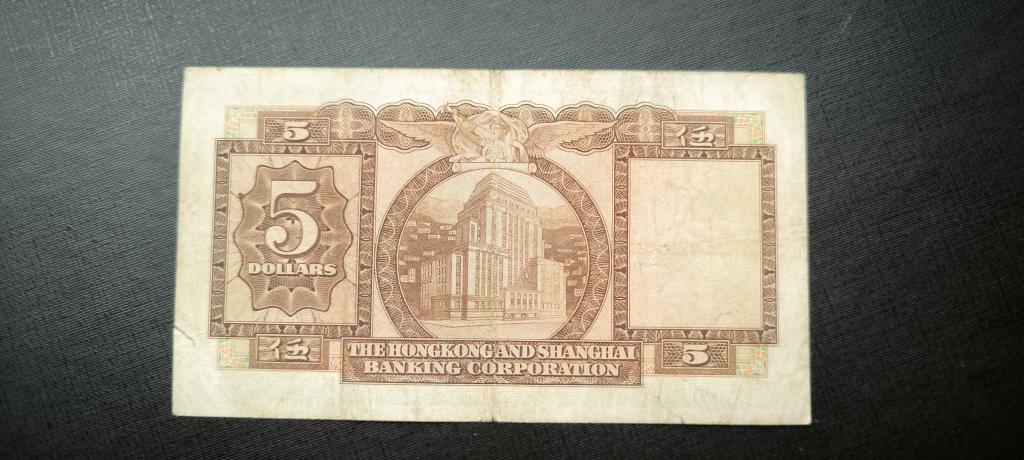 5
伍
5
DOLLARS
伍
5
THE HONGKONG AND SHANGHAI
BANKING CORPORATION